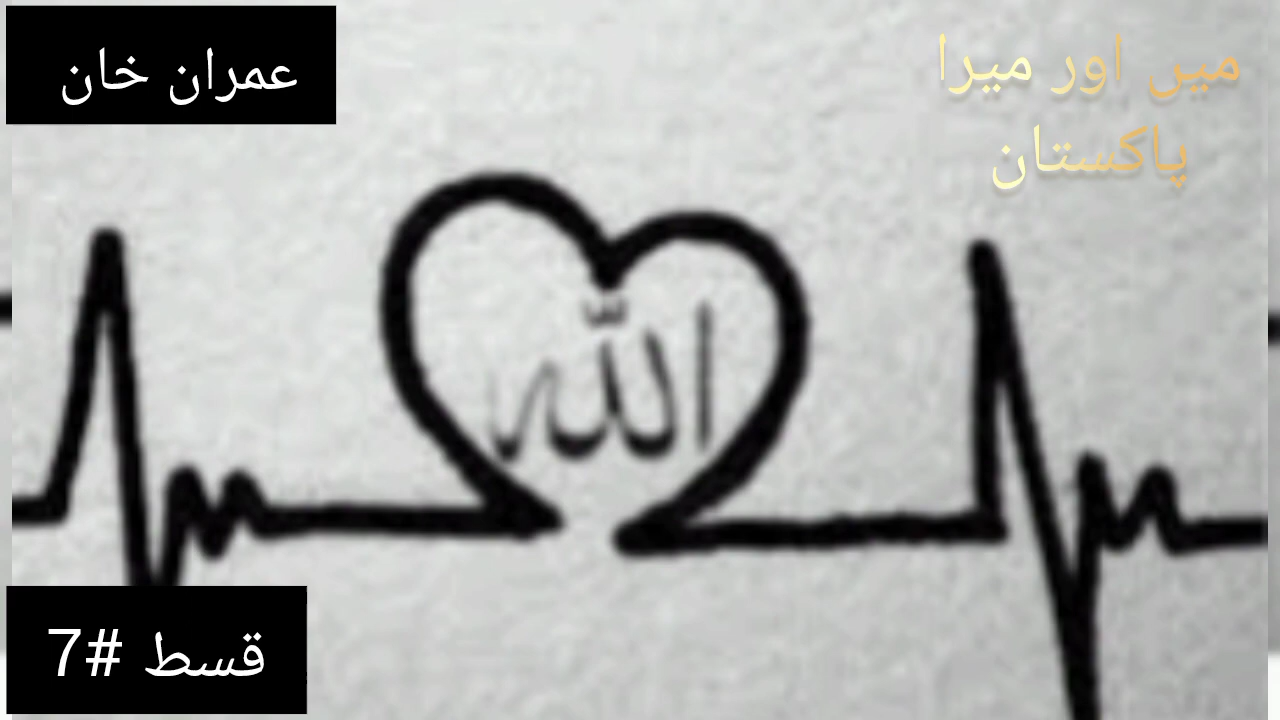 عمران خان
میں اور میرا
پاکستان
الله
قسط #7